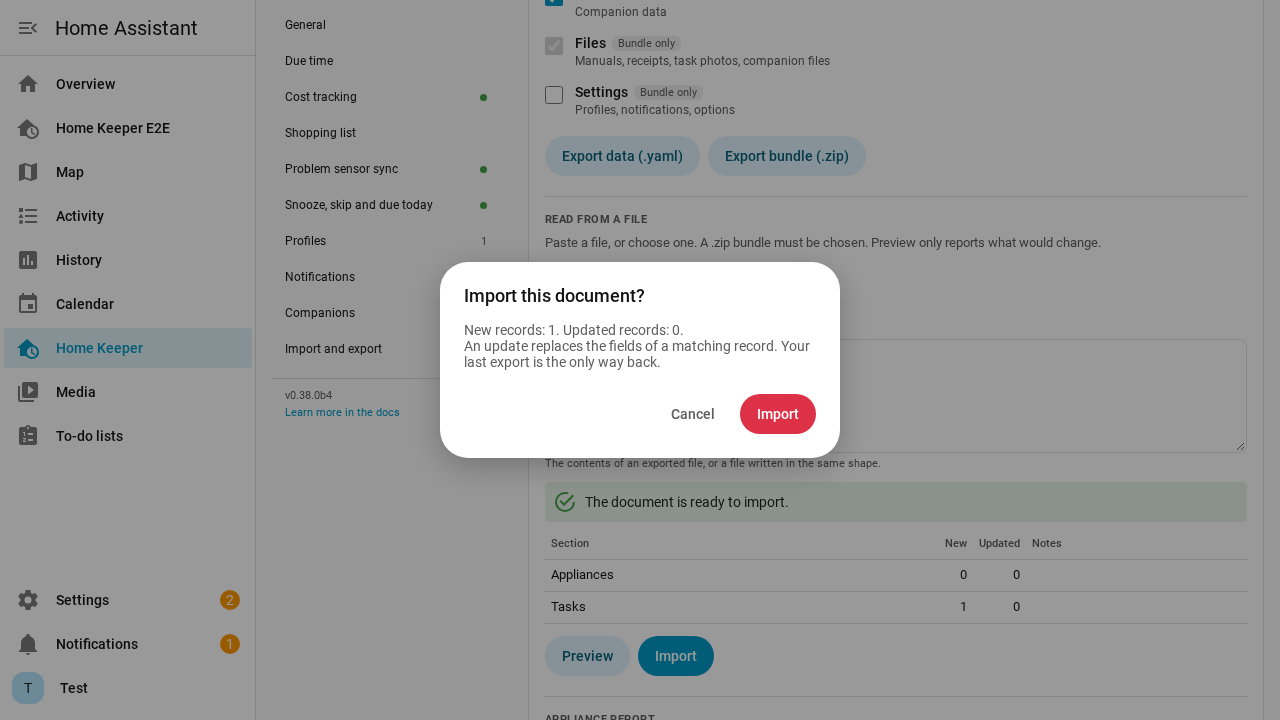 Home Assistant
Overview
Home Keeper E2E
Map
Activity
History
Calendar
Home Keeper
Media
To-do lists
Settings
2
Notifications
1
T
Test
General
Due time
Cost tracking
Shopping list
Problem sensor sync
Snooze, skip and due today
Profiles
1
Notifications
Companions
Import and export
v0.38.0b4
Learn more in the docs
Companion data
Files
Bundle only
Manuals, receipts, task photos, companion files
Settings
Bundle only
Profiles, notifications, options
Export data (.yaml)
Export bundle (.zip)
READ FROM A FILE
Paste a file, or choose one. A .zip bundle must be chosen. Preview only reports what would change.
Import this document?
New records: 1. Updated records: 0.
An update replaces the fields of a matching record. Your
last export is the only way back.
Cancel
Import
The contents of an exported file, or a file written in the same shape.
The document is ready to import.
Section New Updated Notes
Appliances 0 0
Tasks 1 0
Preview
Import
APPLIANCE REPORT